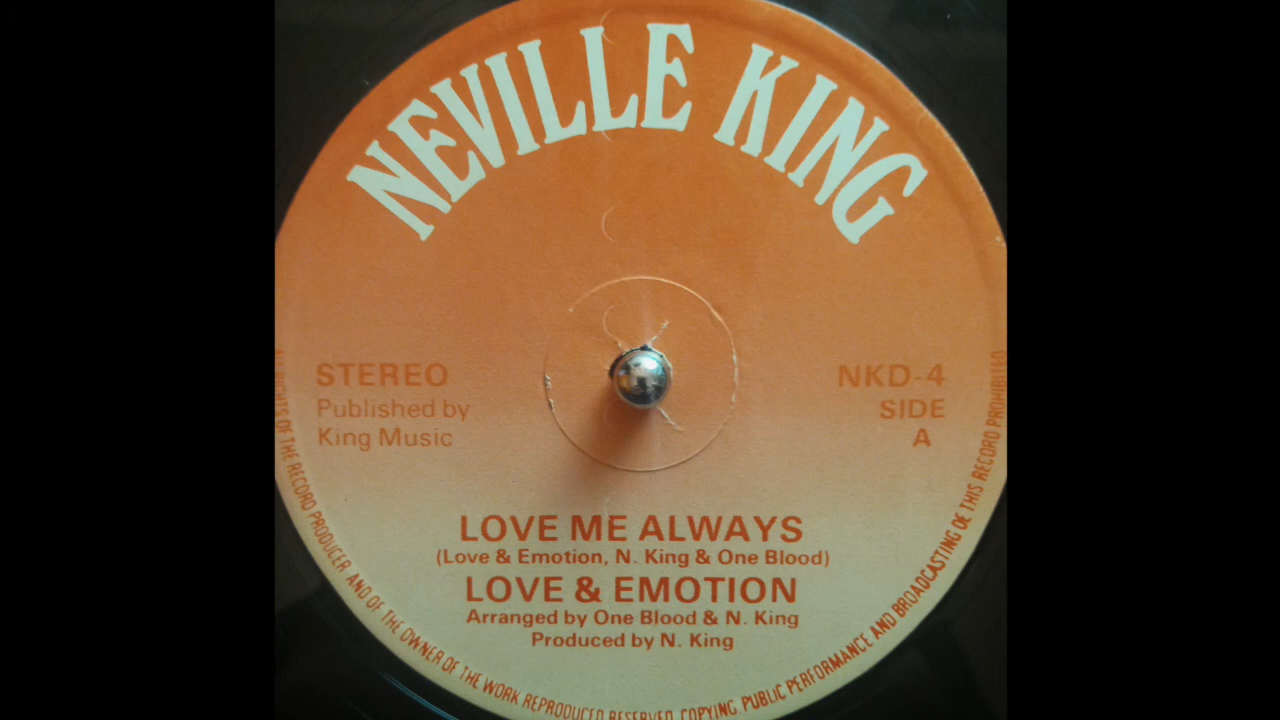 NEVILLE KING
STEREO
Published by
King Music
NKD-4
SIDE
A
LOVE ME ALWAYS
(Love & Emotion, N. King & One Blood)
LOVE & EMOTION
Arranged by One Blood & N. King
Produced by N. King
RIGHTS OF THE RECORD PRODUCER AND OF THE OWNER OF THE WORK REPRODUCED RESERVED COPYING, PUBLIC PERFORMANCE AND BROADCASTING OF THIS RECORD PROHIBITED